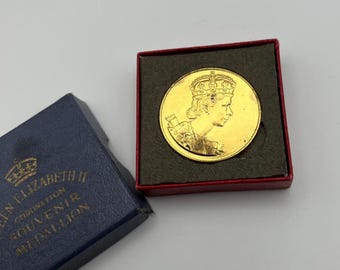 EEN ELIZABETH II
CORONATION
SOUVENIR
MEDALLION